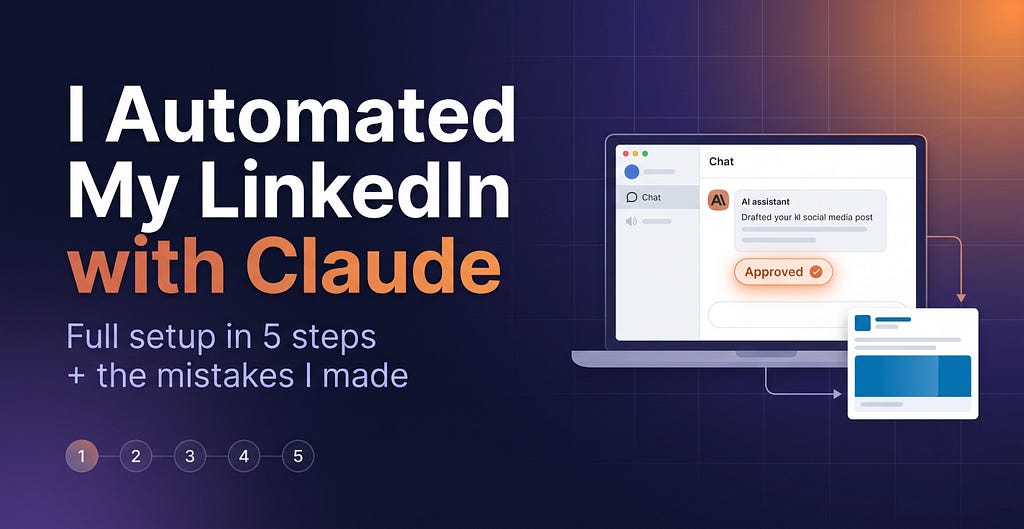 I Automated
My LinkedIn
with Claude
Full setup in 5 steps
+ the mistakes I made
1 2 3 4 5
Chat
Chat
AI
AI assistant
Drafted your kl social media post
Approved